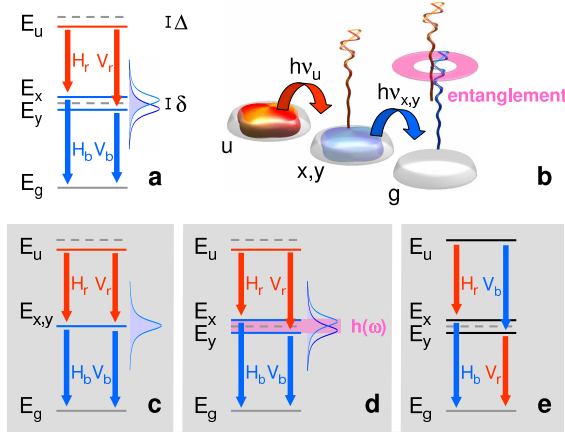 E_u
I Δ
H_r V_r
E_x
E_y
I δ
H_b V_b
E_g
a
hν_u
hν_x,y
entanglement
u
x,y
g
b
E_u
H_r V_r
E_x,y
H_b V_b
E_g
c
E_u
H_r V_r
E_x
E_y
h(ω)
H_b V_b
E_g
d
E_u
H_r V_b
E_x
E_y
H_b V_r
E_g
e